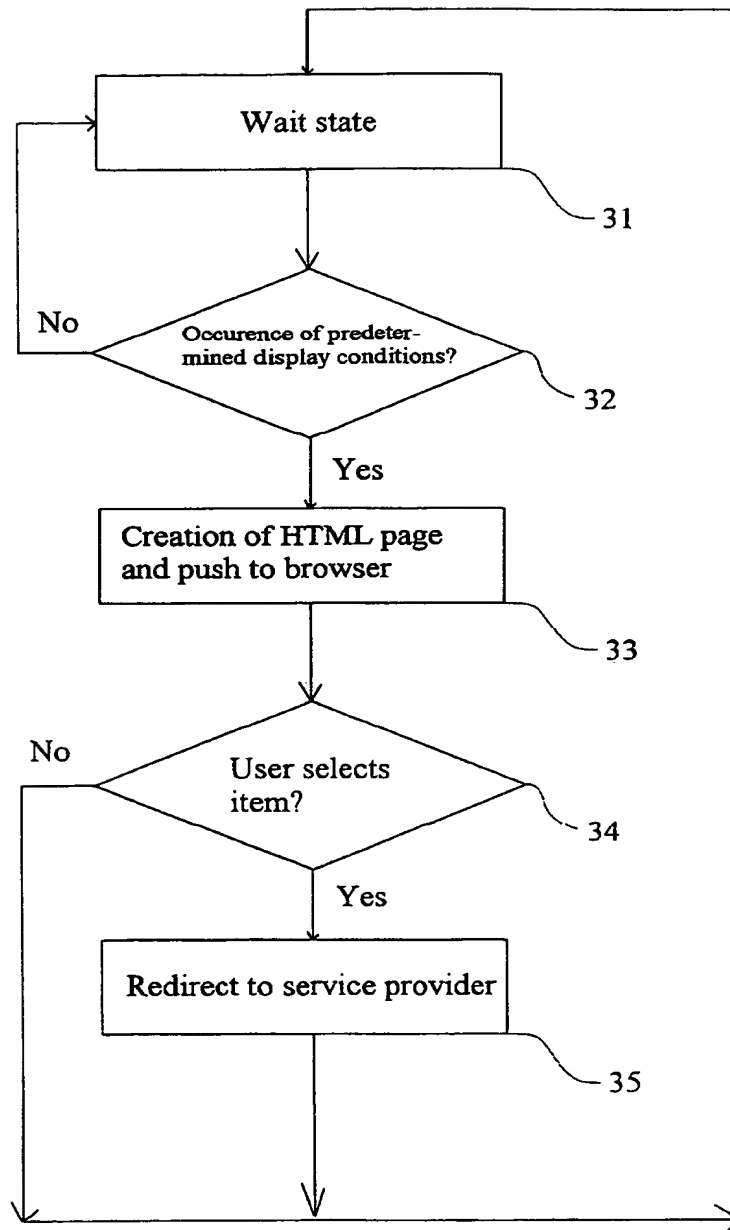 Wait state
31
No
Occurence of predeter-
mined display conditions?
32
Yes
Creation of HTML page
and push to browser
33
No
User selects
item?
34
Yes
Redirect to service provider
35